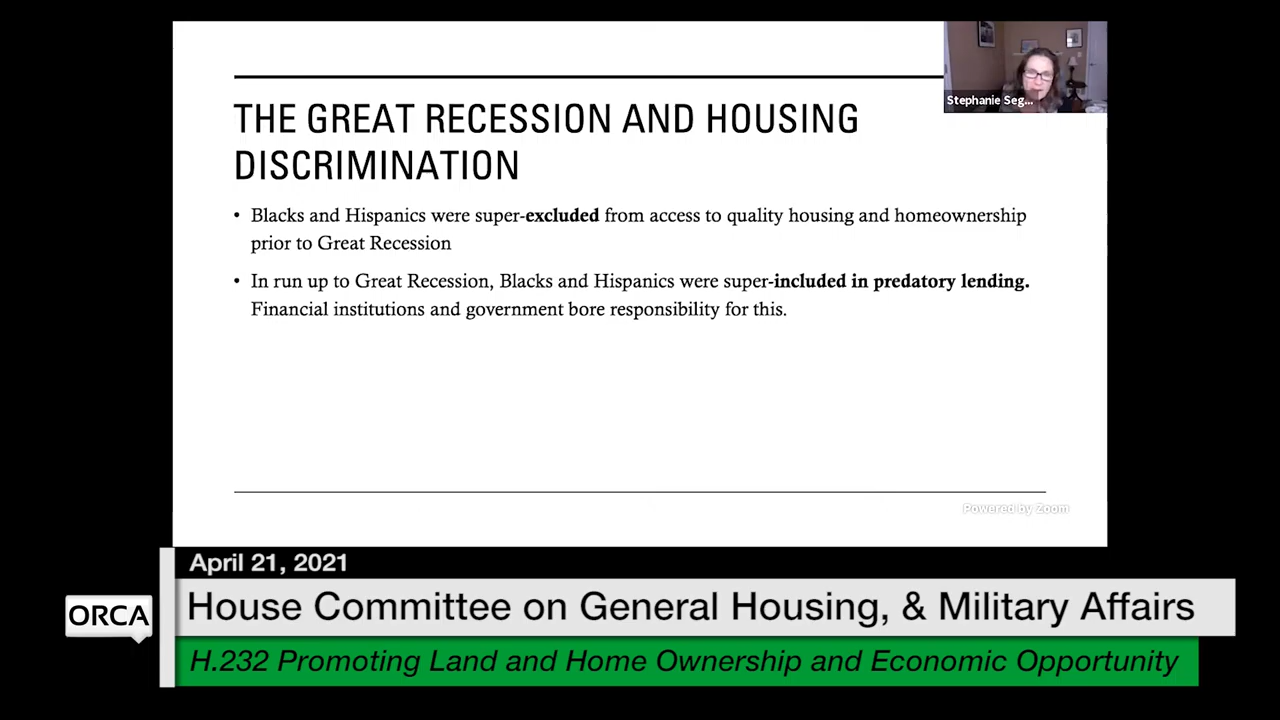 Stephanie Seg...
THE GREAT RECESSION AND HOUSING
DISCRIMINATION
• Blacks and Hispanics were super-excluded from access to quality housing and homeownership
prior to Great Recession
• In run up to Great Recession, Blacks and Hispanics were super-included in predatory lending.
Financial institutions and government bore responsibility for this.
Powered by Zoom
April 21, 2021
ORCA
House Committee on General Housing, & Military Affairs
H.232 Promoting Land and Home Ownership and Economic Opportunity